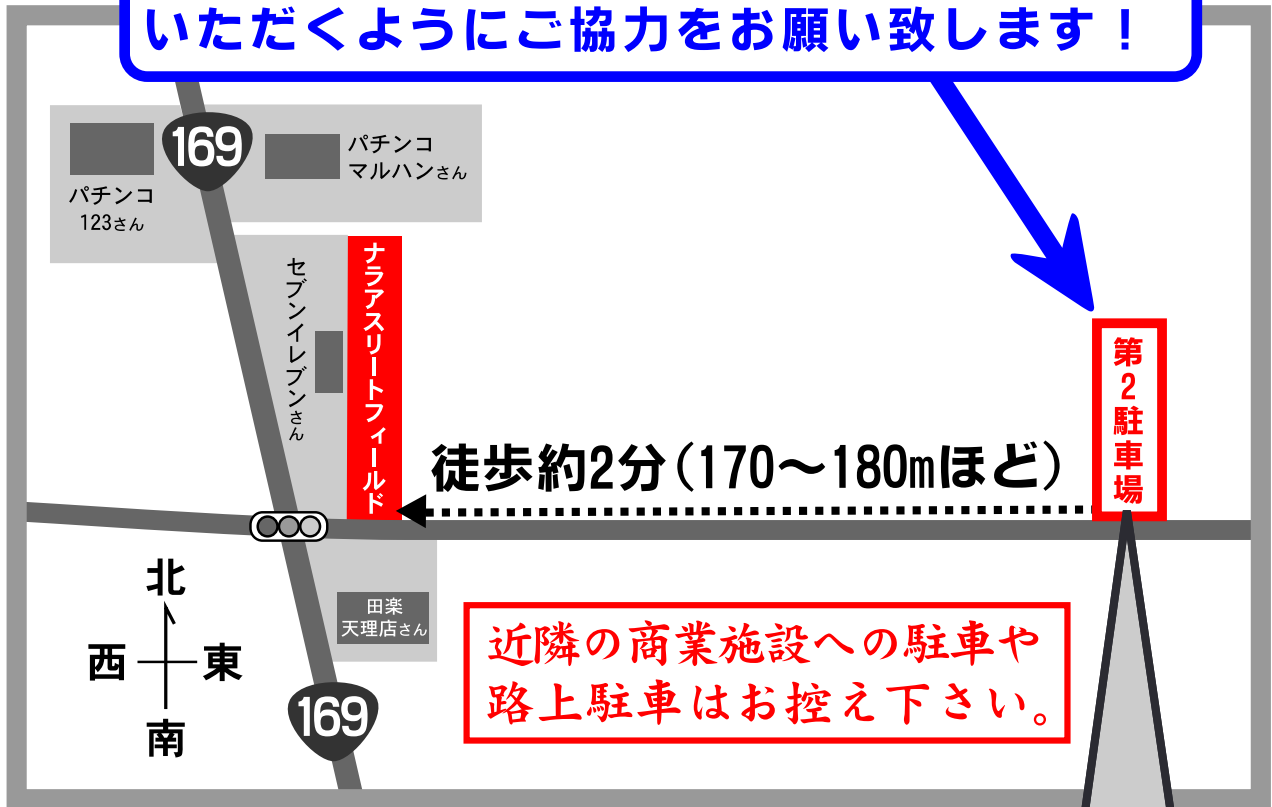 いただくようにご協力をお願い致します！
169
パチンコ
123さん
パチンコ
マルハンさん
セブンイレブンさん
ナラアスリートフィールド
第2駐車場
徒歩約2分（170～180mほど）
北
西 東
南
田楽
天理店さん
169
近隣の商業施設への駐車や
路上駐車はお控え下さい。